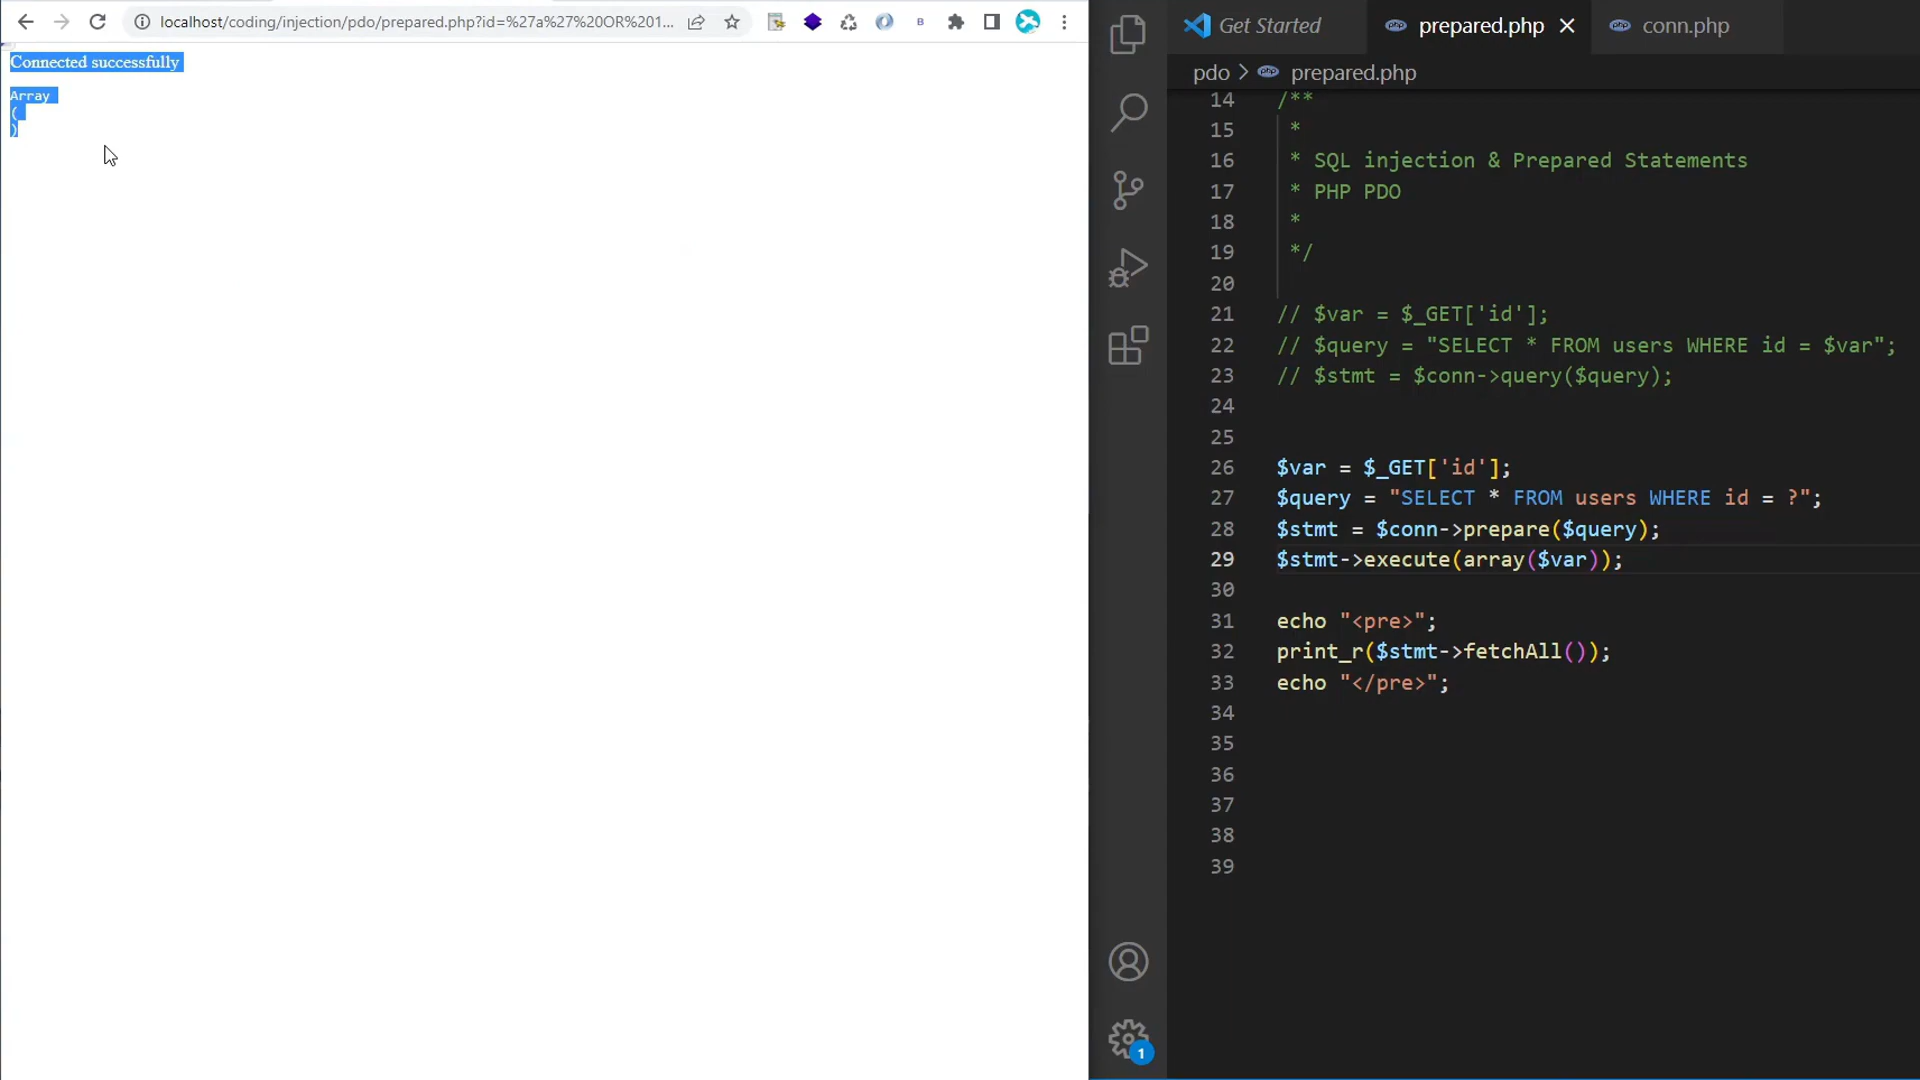 localhost/coding/injection/pdo/prepared.php?id=%27a%27%20OR%201...
B
Connected successfully
Array
(
)
Get Started
prepared.php
conn.php
pdo > prepared.php
14 /**
15 *
16 * SQL injection & Prepared Statements
17 * PHP PDO
18 *
19 */
20
21 // $var = $_GET['id'];
22 // $query = "SELECT * FROM users WHERE id = $var";
23 // $stmt = $conn->query($query);
24
25
26 $var = $_GET['id'];
27 $query = "SELECT * FROM users WHERE id = ?";
28 $stmt = $conn->prepare($query);
29 $stmt->execute(array($var));
30
31 echo "<pre>";
32 print_r($stmt->fetchAll());
33 echo "</pre>";
34
35
36
37
38
39
1